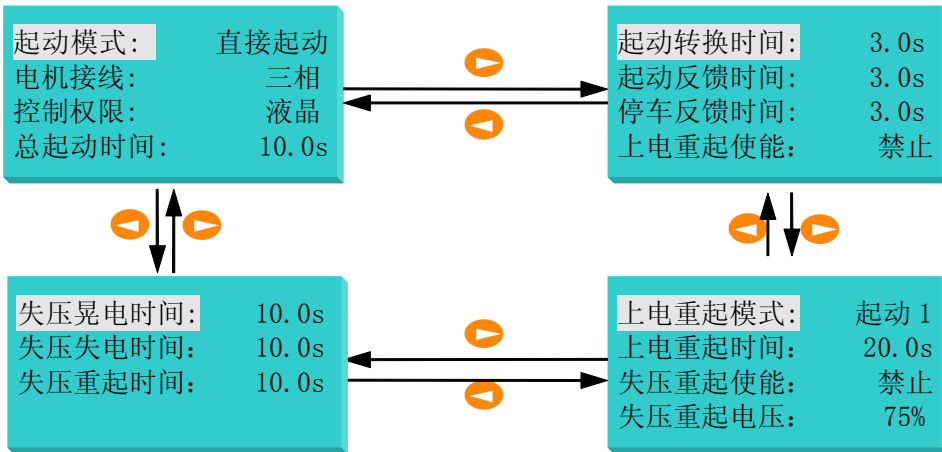 起动模式: 直接起动
电机接线: 三相
控制权限: 液晶
总起动时间: 10.0s
起动转换时间: 3.0s
起动反馈时间: 3.0s
停车反馈时间: 3.0s
上电重起使能： 禁止
失压晃电时间: 10.0s
失压失电时间： 10.0s
失压重起时间： 10.0s
上电重起模式: 起动 1
上电重起时间： 20.0s
失压重起使能： 禁止
失压重起电压： 75%